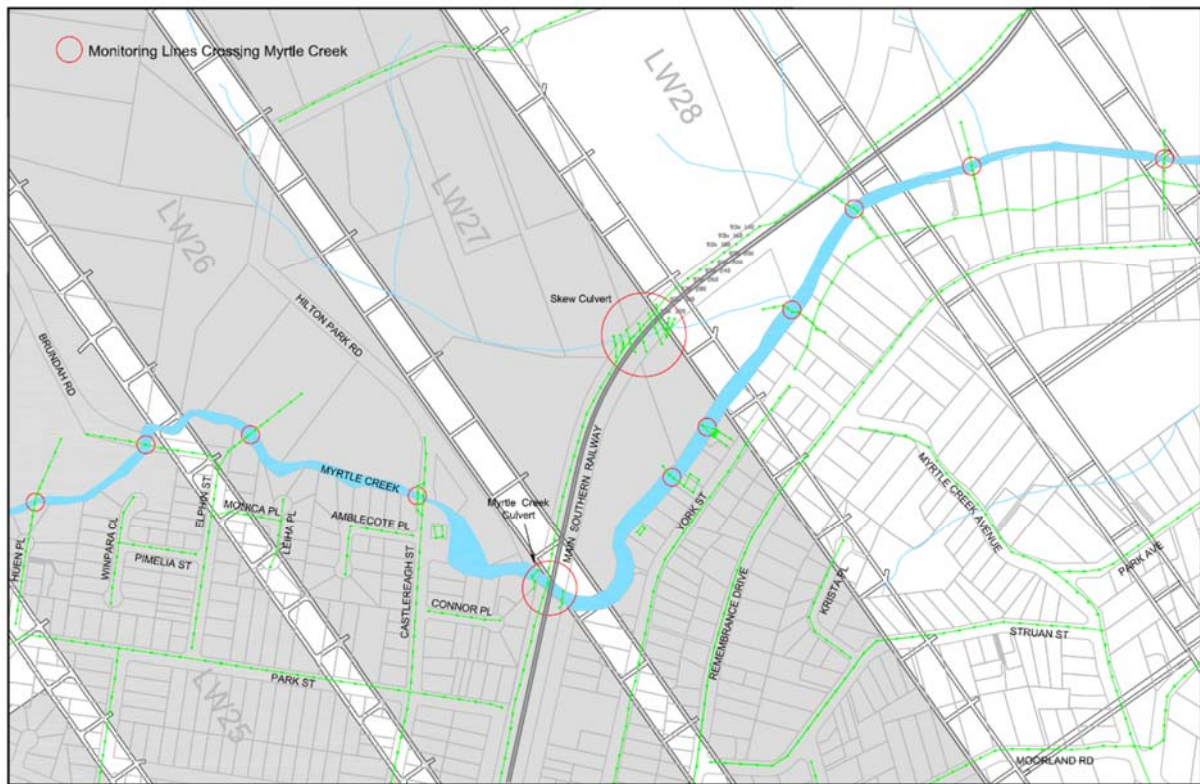 Monitoring Lines Crossing Myrtle Creek
LW28
LW27
LW26
Skew Culvert
HILTON PARK RD
BRUNDAH RD
MYRTLE CREEK
MAIN SOUTHERN RAILWAY
Myrtle Creek
Culvert
ELPHIN ST
MONICA PL
LEIHA PL
AMBLECOTE PL
HUEN PL
WINPARA CL
PIMELIA ST
CASTLEREAGH ST
CONNOR PL
YORK ST
REMEMBRANCE DRIVE
KRISTA PL
MYRTLE CREEK AVENUE
PARK AVE
STRUAN ST
PARK ST
LW25
MOORLAND RD